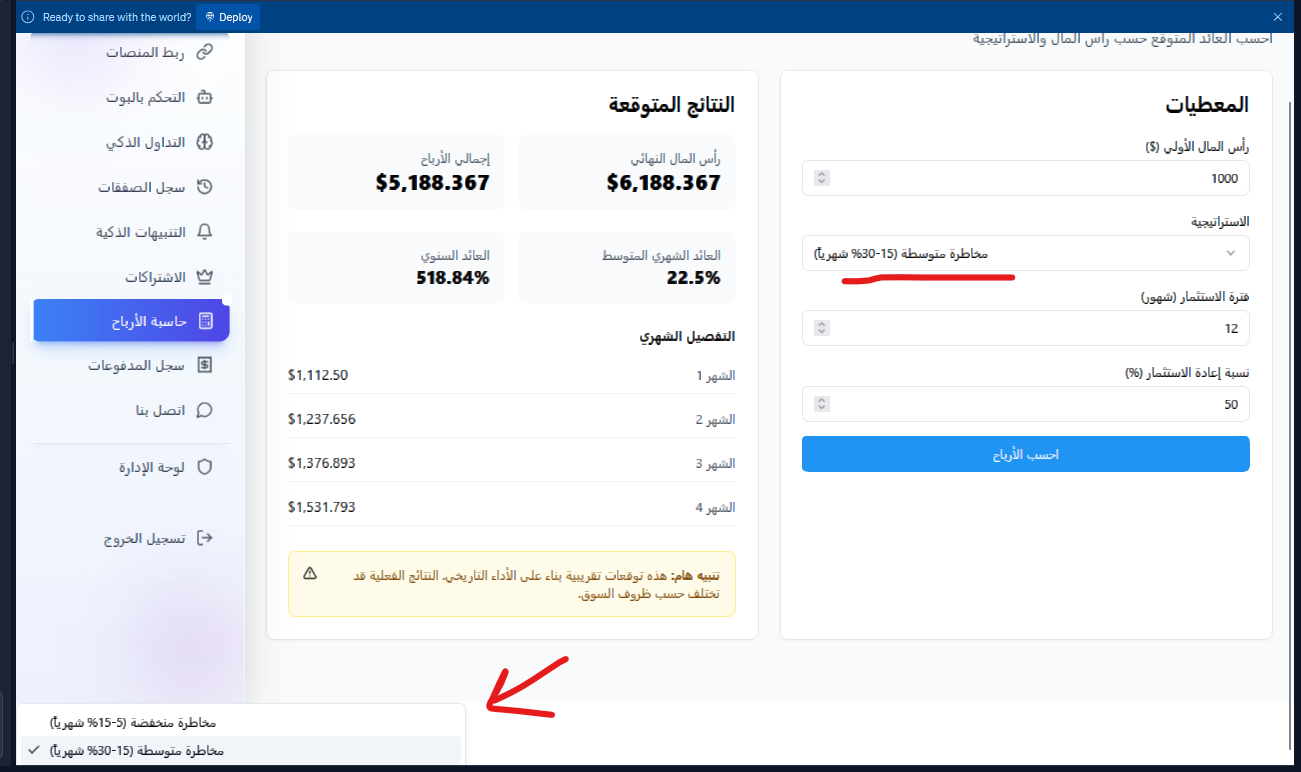 Ready to share with the world? Deploy
احسب العائد المتوقع حسب رأس المال والاستراتيجية
ربط المنصات
التحكم بالبوت
التداول الذكي
سجل الصفقات
التنبيهات الذكية
الاشتراكات
حاسبة الأرباح
سجل المدفوعات
اتصل بنا
لوحة الإدارة
تسجيل الخروج
المعطيات
رأس المال الأولي ($)
1000
الاستراتيجية
مخاطرة متوسطة (15-30% شهرياً)
فترة الاستثمار (شهور)
12
نسبة إعادة الاستثمار (%)
50
احسب الأرباح
النتائج المتوقعة
رأس المال النهائي
$6,188.367
إجمالي الأرباح
$5,188.367
العائد الشهري المتوسط
22.5%
العائد السنوي
518.84%
التفصيل الشهري
الشهر 1 $1,112.50
الشهر 2 $1,237.656
الشهر 3 $1,376.893
الشهر 4 $1,531.793
تنبيه هام: هذه توقعات تقريبية بناء على الأداء التاريخي. النتائج الفعلية قد
تختلف حسب ظروف السوق.
مخاطرة منخفضة (5-15% شهرياً)
مخاطرة متوسطة (15-30% شهرياً)